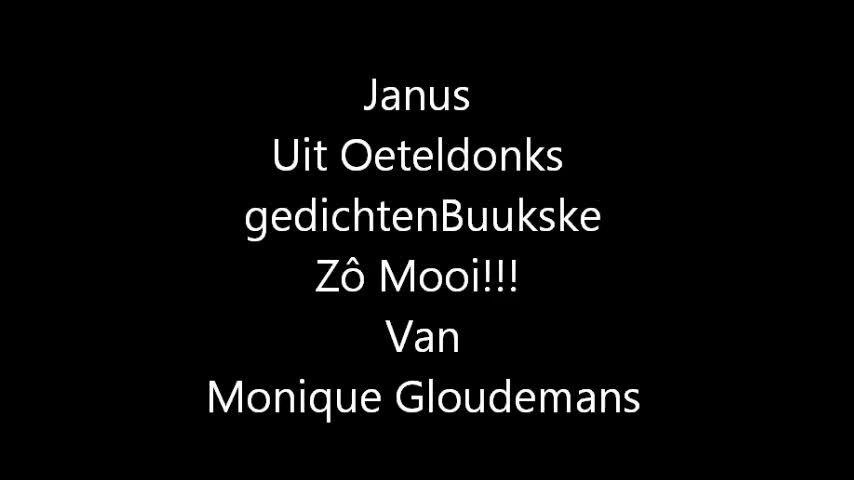 Janus
Uit Oeteldonks
gedichtenBuukske
Zô Mooi!!!
Van
Monique Gloudemans